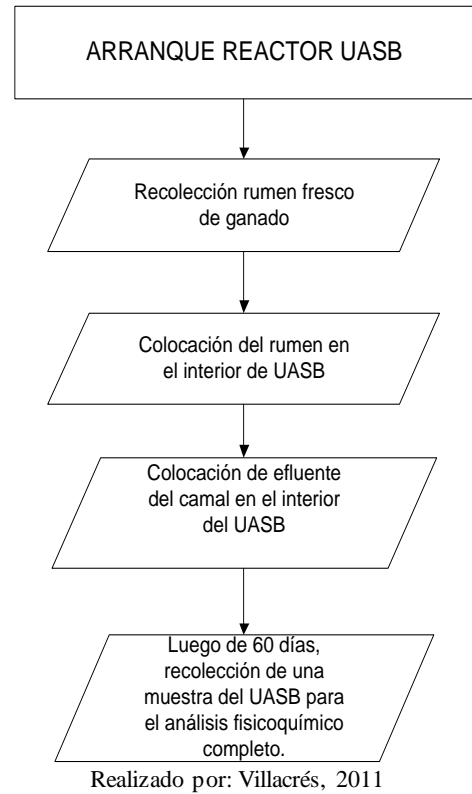 ARRANQUE REACTOR UASB
Recolección rumen fresco
de ganado
Colocación del rumen en
el interior de UASB
Colocación de efluente
del camal en el interior
del UASB
Luego de 60 días,
recolección de una
muestra del UASB para
el análisis fisicoquímico
completo.
Realizado por: Villacrés, 2011